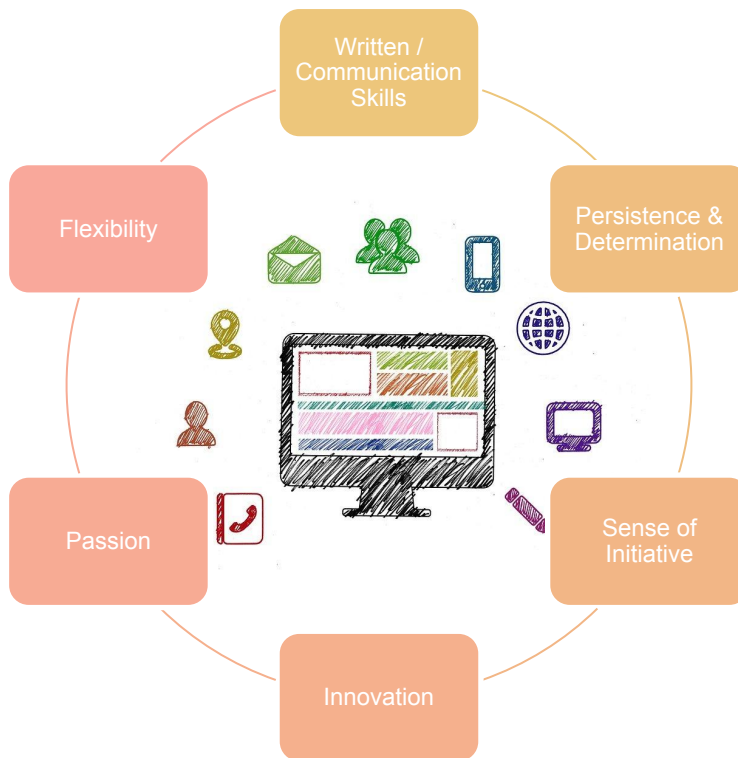 Written /
Communication
Skills
Persistence &
Determination
Sense of
Initiative
Innovation
Passion
Flexibility